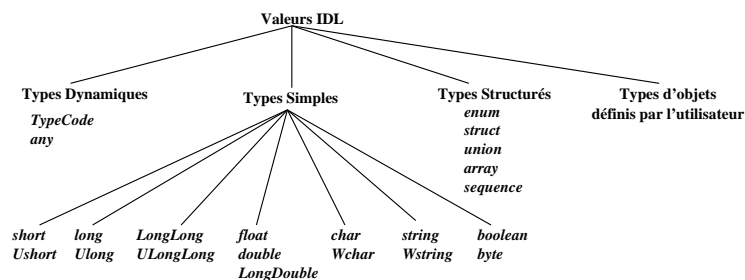 Valeurs IDL
Types Dynamiques
TypeCode
any
Types Simples
Types Structurés
enum
struct
union
array
sequence
Types d'objets
définis par l'utilisateur
short
Ushort
long
Ulong
LongLong
ULongLong
float
double
LongDouble
char
Wchar
string
Wstring
boolean
byte